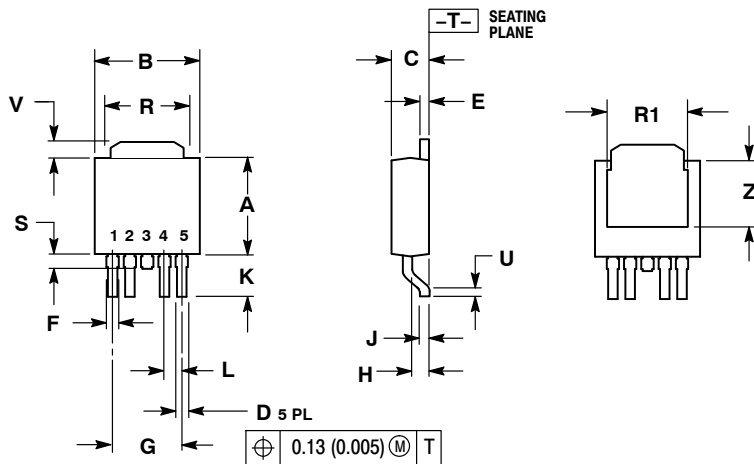 –T–
SEATING
PLANE
C
B
V
R
E
R1
Z
A
S
1 2 3 4 5
K
U
F
J
L
H
D 5 PL
G
⌖ 0.13 (0.005) Ⓜ T